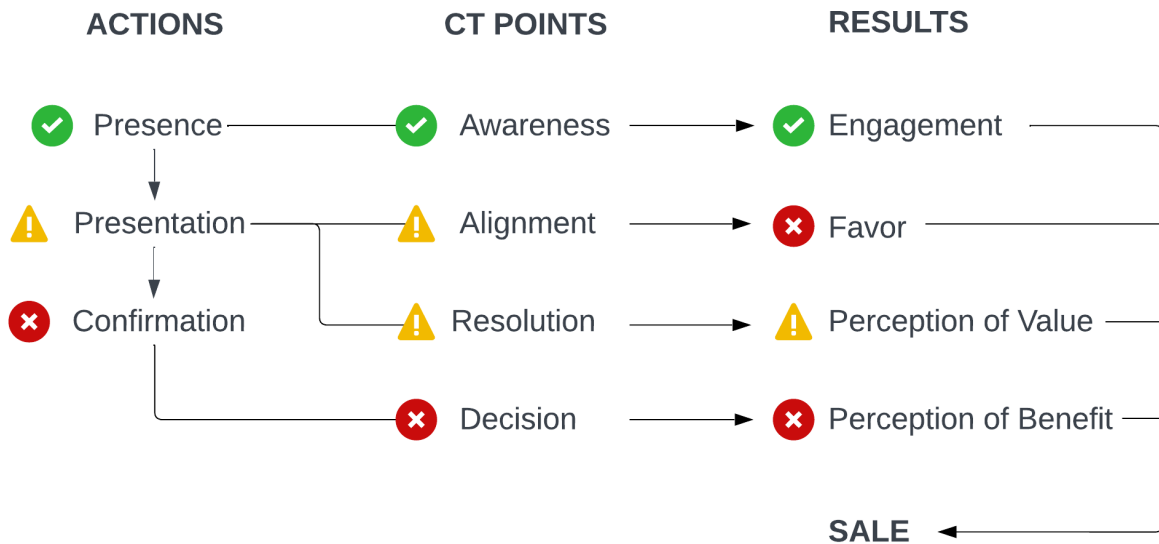 ACTIONS CT POINTS RESULTS
Presence Awareness Engagement
Presentation Alignment Favor
Confirmation Resolution Perception of Value
Decision Perception of Benefit
SALE